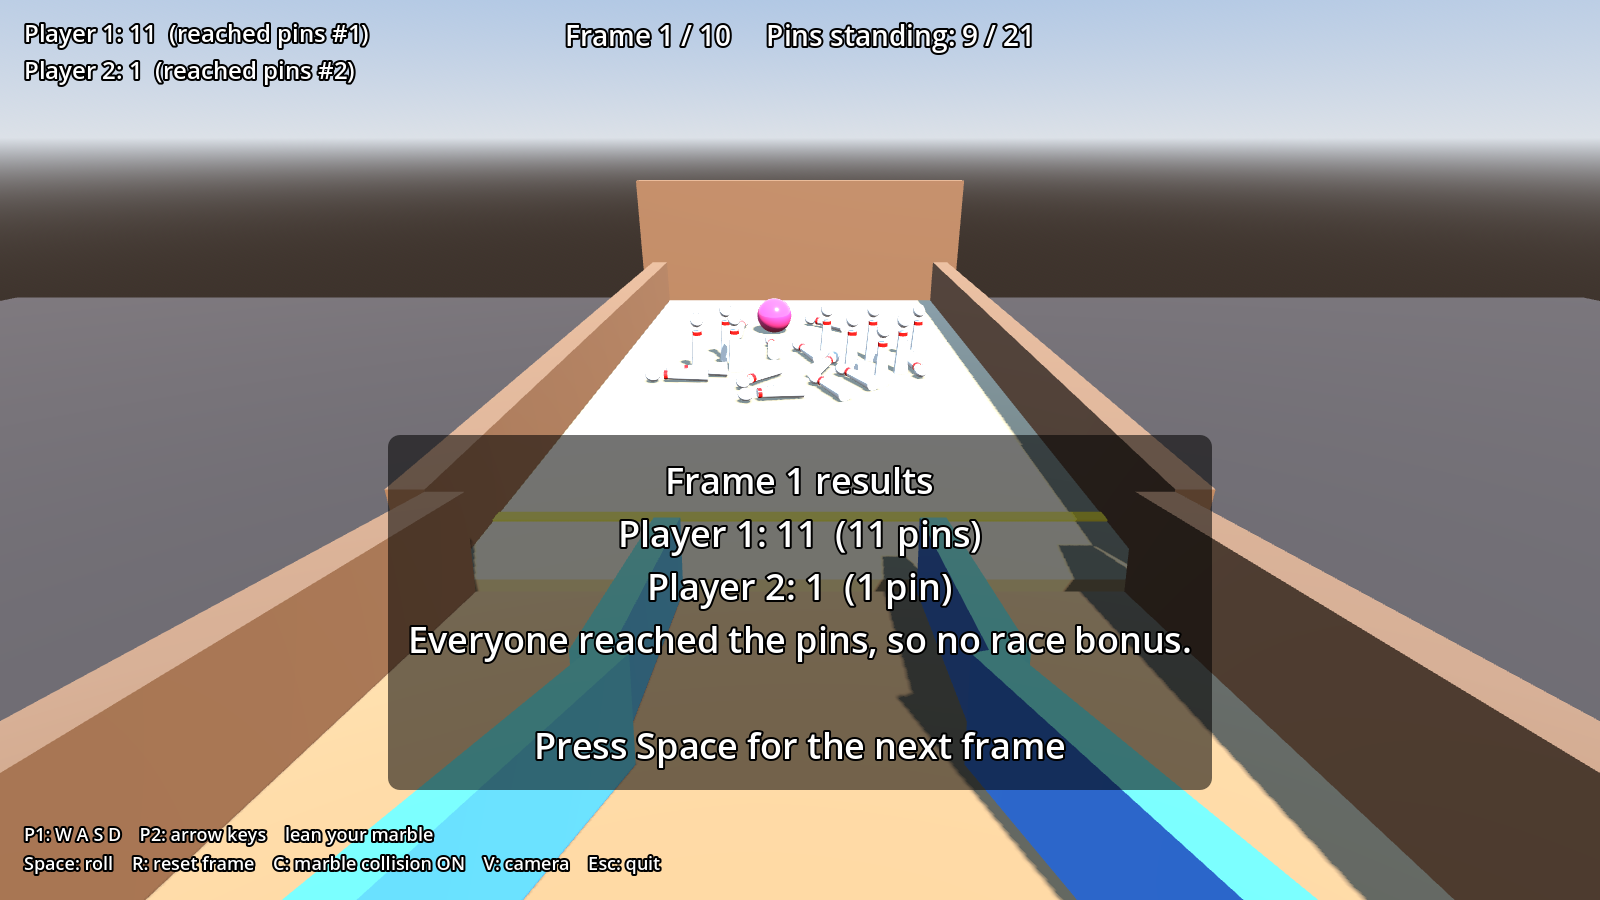 Player 1: 11 (reached pins #1)
Player 2: 1 (reached pins #2)
Frame 1 / 10 Pins standing: 9 / 21
Frame 1 results
Player 1: 11 (11 pins)
Player 2: 1 (1 pin)
Everyone reached the pins, so no race bonus.
Press Space for the next frame
P1: W A S D P2: arrow keys lean your marble
Space: roll R: reset frame C: marble collision ON V: camera Esc: quit